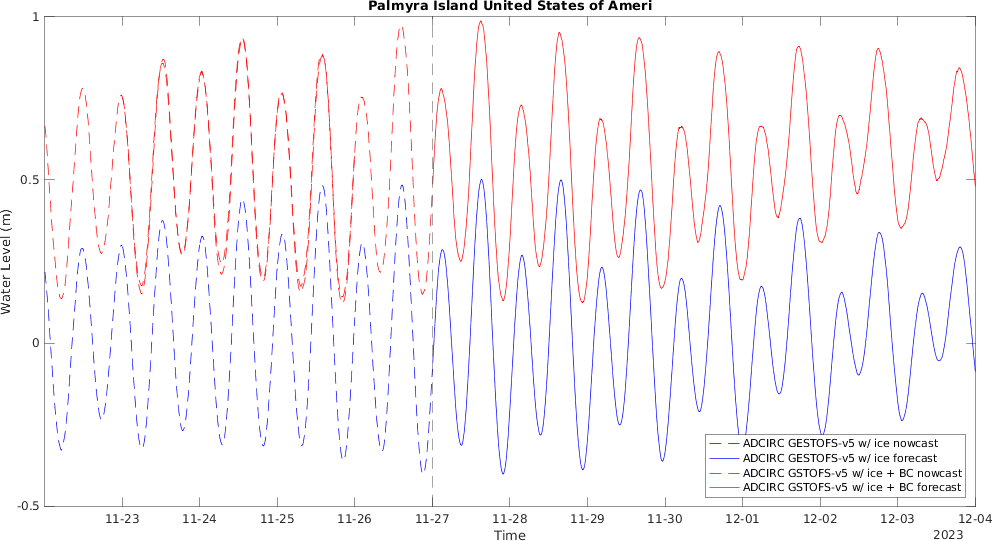 Palmyra Island United States of Ameri
1
0.5
0
-0.5
Water Level (m)
11-23
11-24
11-25
11-26
11-27
11-28
11-29
11-30
12-01
12-02
12-03
12-04
Time
2023
ADCIRC GESTOFS-v5 w/ ice nowcast
ADCIRC GESTOFS-v5 w/ ice forecast
ADCIRC GSTOFS-v5 w/ ice + BC nowcast
ADCIRC GSTOFS-v5 w/ ice + BC forecast